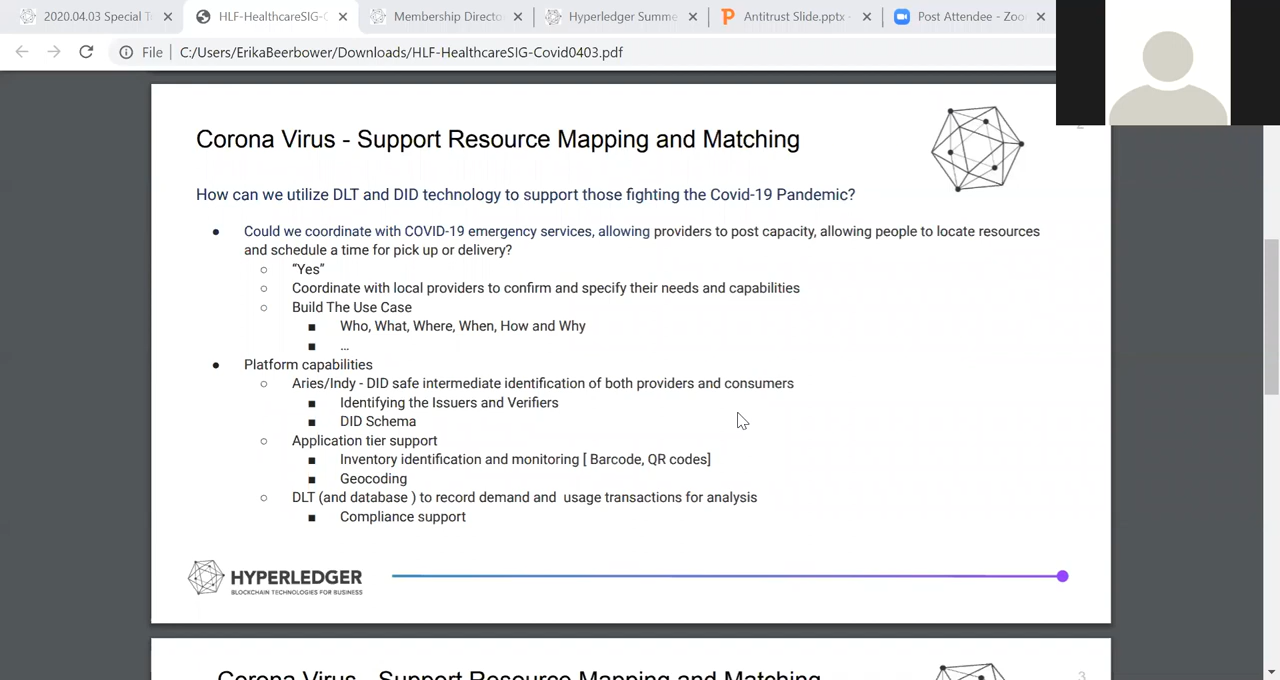 2020.04.03 Special T
HLF-HealthcareSIG-C
Membership Directo
Hyperledger Summe
Antitrust Slide.pptx -
Post Attendee - Zoo
File
C:/Users/ErikaBeerbower/Downloads/HLF-HealthcareSIG-Covid0403.pdf
Corona Virus - Support Resource Mapping and Matching
How can we utilize DLT and DID technology to support those fighting the Covid-19 Pandemic?
Could we coordinate with COVID-19 emergency services, allowing providers to post capacity, allowing people to locate resources
and schedule a time for pick up or delivery?
“Yes”
Coordinate with local providers to confirm and specify their needs and capabilities
Build The Use Case
Who, What, Where, When, How and Why
...
Platform capabilities
Aries/Indy - DID safe intermediate identification of both providers and consumers
Identifying the Issuers and Verifiers
DID Schema
Application tier support
Inventory identification and monitoring [ Barcode, QR codes]
Geocoding
DLT (and database ) to record demand and  usage transactions for analysis
Compliance support
HYPERLEDGER
BLOCKCHAIN TECHNOLOGIES FOR BUSINESS
Corona Virus - Support Resource Mapping and Matching
3